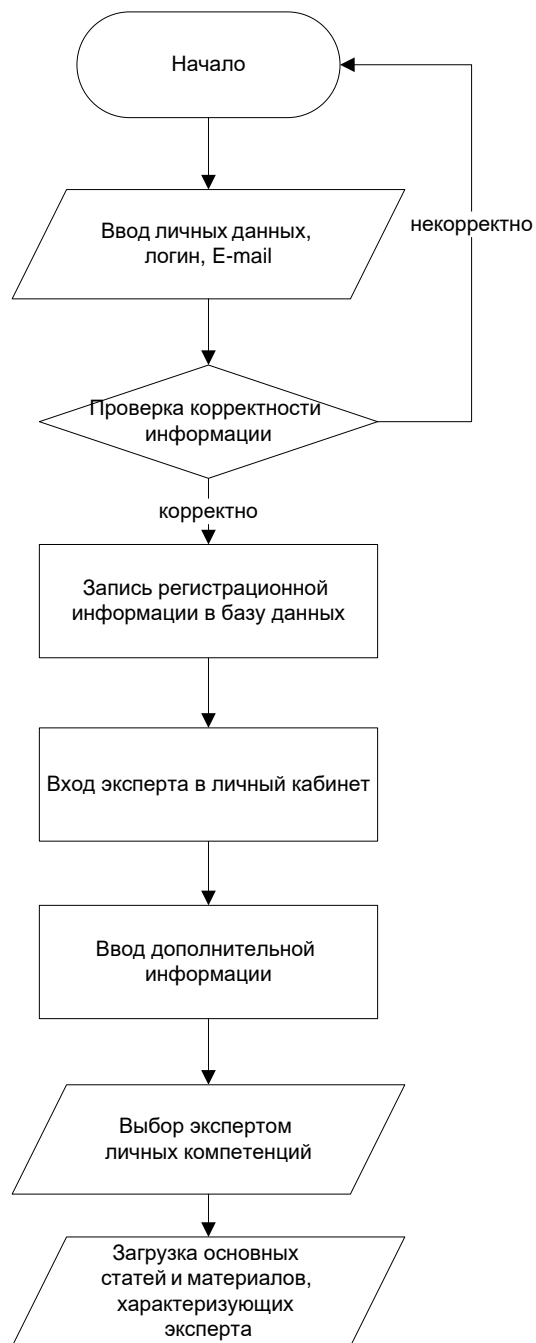 Начало
Ввод личных данных,
логин, E-mail
некорректно
Проверка корректности
информации
корректно
Запись регистрационной
информации в базу данных
Вход эксперта в личный кабинет
Ввод дополнительной
информации
Выбор экспертом
личных компетенций
Загрузка основных
статей и материалов,
характеризующих
эксперта